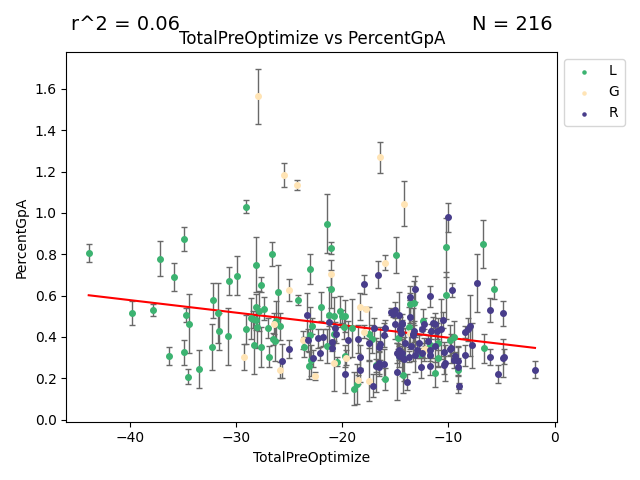 r^2 = 0.06
N = 216
TotalPreOptimize vs PercentGpA
L
G
R
PercentGpA
1.6
1.4
1.2
1.0
0.8
0.6
0.4
0.2
0.0
−40 −30 −20 −10 0
TotalPreOptimize